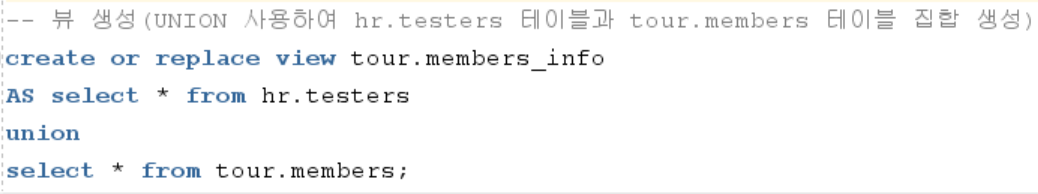 -- 뷰 생성(UNION 사용하여 hr.testers 테이블과 tour.members 테이블 집합 생성)
create or replace view tour.members_info
AS select * from hr.testers
union
select * from tour.members;